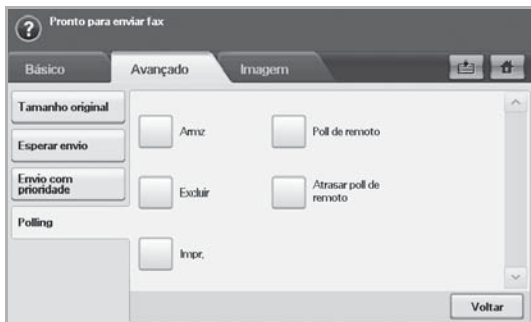 ? Pronto para enviar fax
Básico Avançado Imagem
Tamanho original
Esperar envio
Envio com
prioridade
Polling
Armz
Poll de remoto
Excluir
Atrasar poll de
remoto
Impr.
Voltar